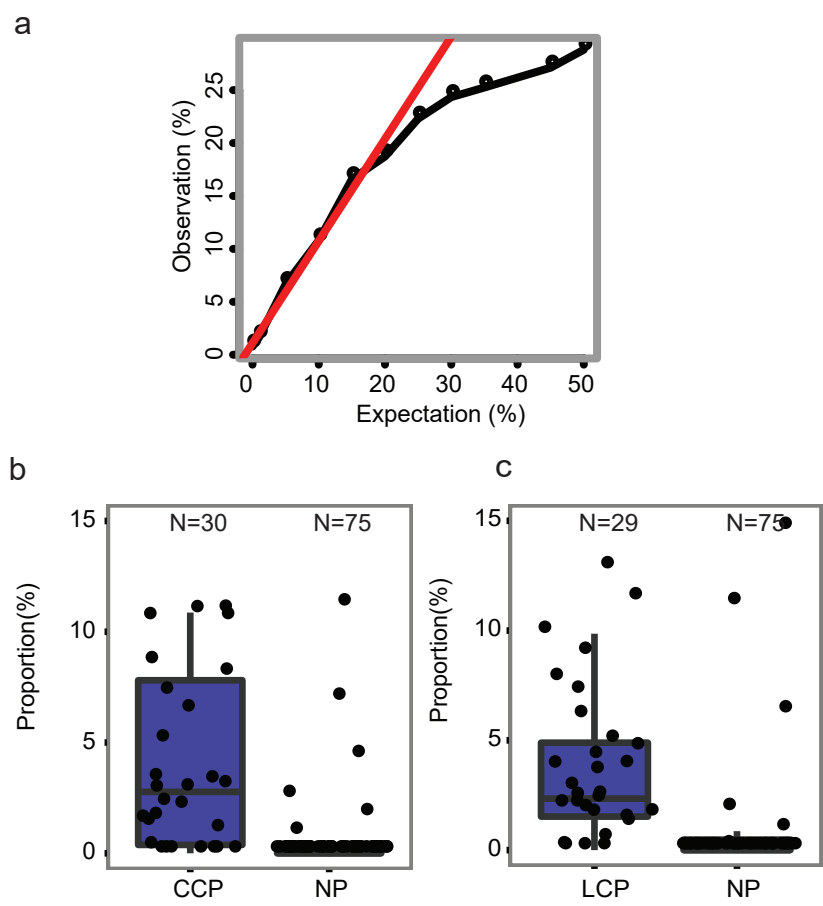 a
Observation (%)
25
20
15
10
5
0
0 10 20 30 40 50
Expectation (%)
b
N=30 N=75
Proportion(%)
15
10
5
0
CCP NP
c
N=29 N=75
Proportion(%)
15
10
5
0
LCP NP